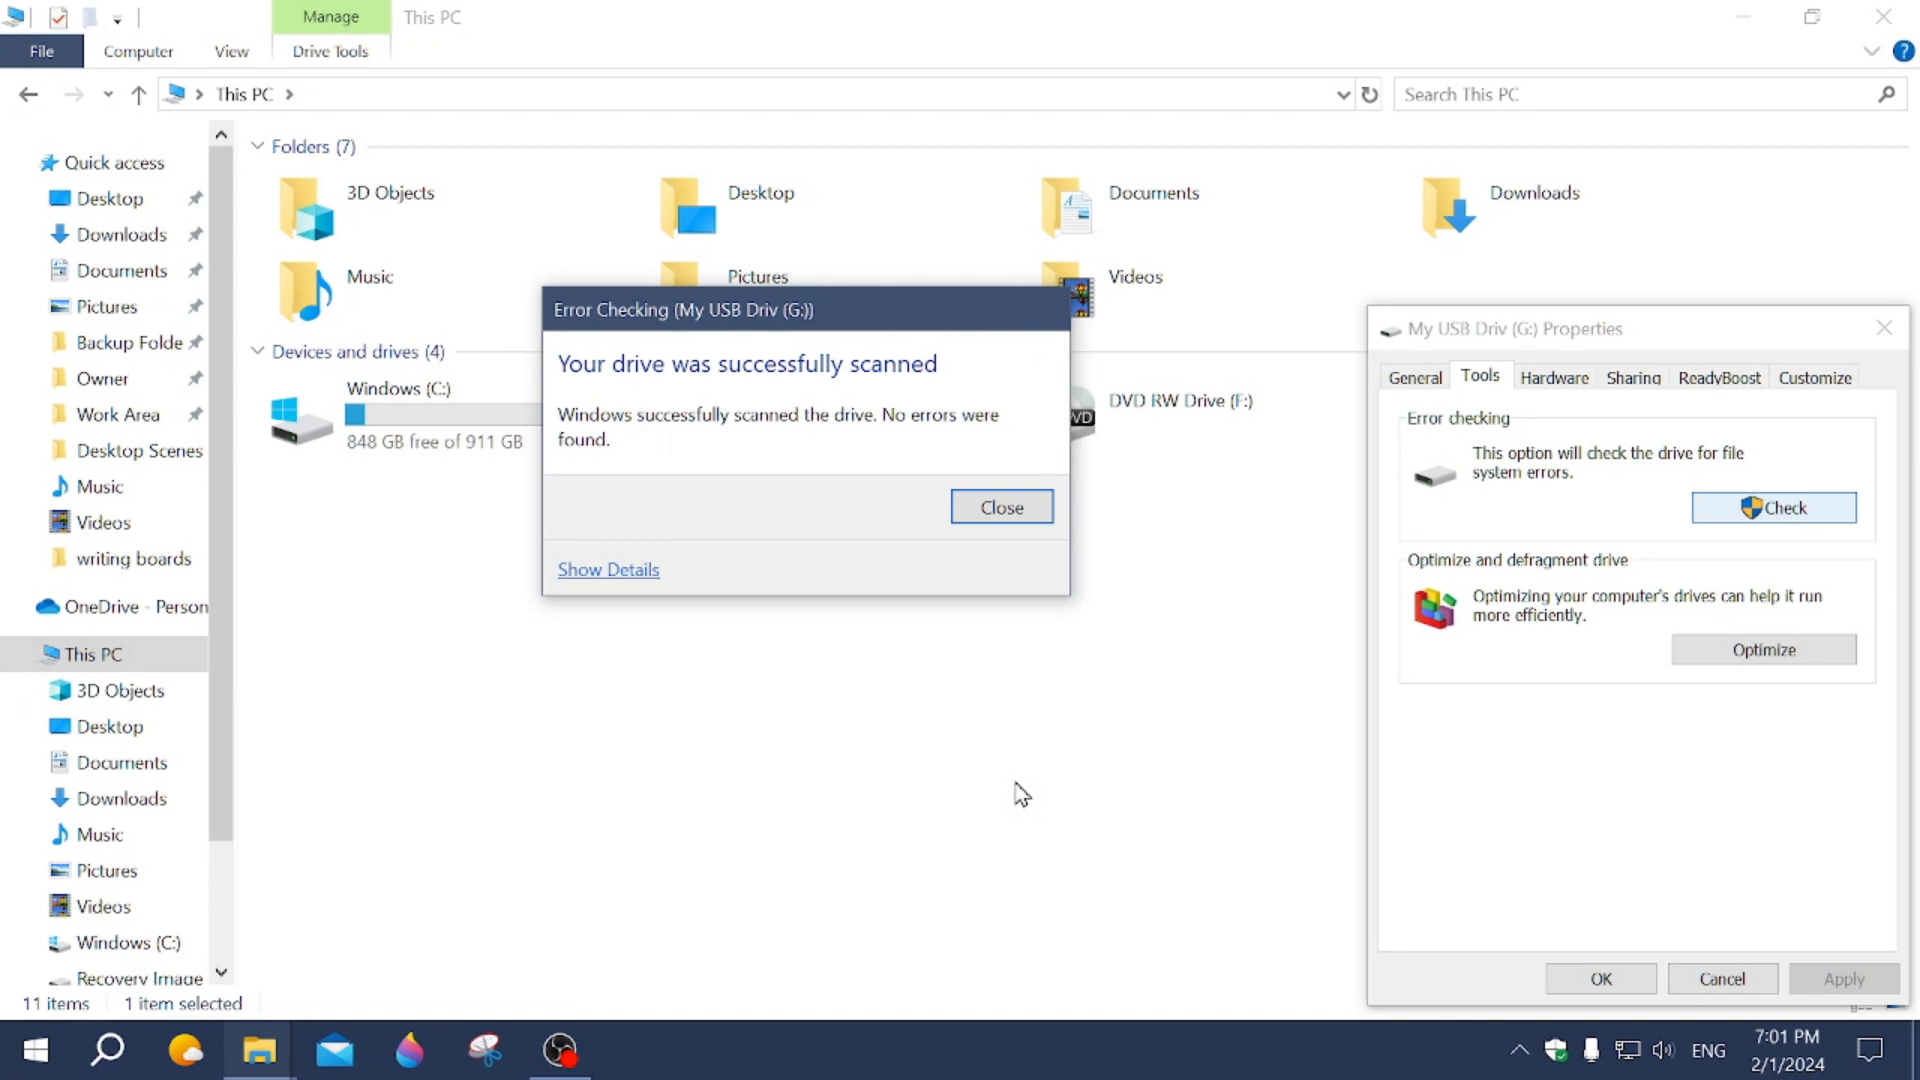 Manage
This PC
File
Computer
View
Drive Tools
This PC
Search This PC
Quick access
Desktop
Downloads
Documents
Pictures
Backup Folde
Owner
Work Area
Desktop Scenes
Music
Videos
writing boards
OneDrive - Person
This PC
3D Objects
Desktop
Documents
Downloads
Music
Pictures
Videos
Windows (C:)
Recovery Image
Folders (7)
3D Objects
Desktop
Documents
Downloads
Music
Pictures
Videos
Devices and drives (4)
Windows (C:)
848 GB free of 911 GB
DVD RW Drive (F:)
Error Checking (My USB Driv (G:))
Your drive was successfully scanned
Windows successfully scanned the drive. No errors were
found.
Close
Show Details
My USB Driv (G:) Properties
General
Tools
Hardware
Sharing
ReadyBoost
Customize
Error checking
This option will check the drive for file
system errors.
Check
Optimize and defragment drive
Optimizing your computer's drives can help it run
more efficiently.
Optimize
OK
Cancel
Apply
11 items
1 item selected
ENG
7:01 PM
2/1/2024